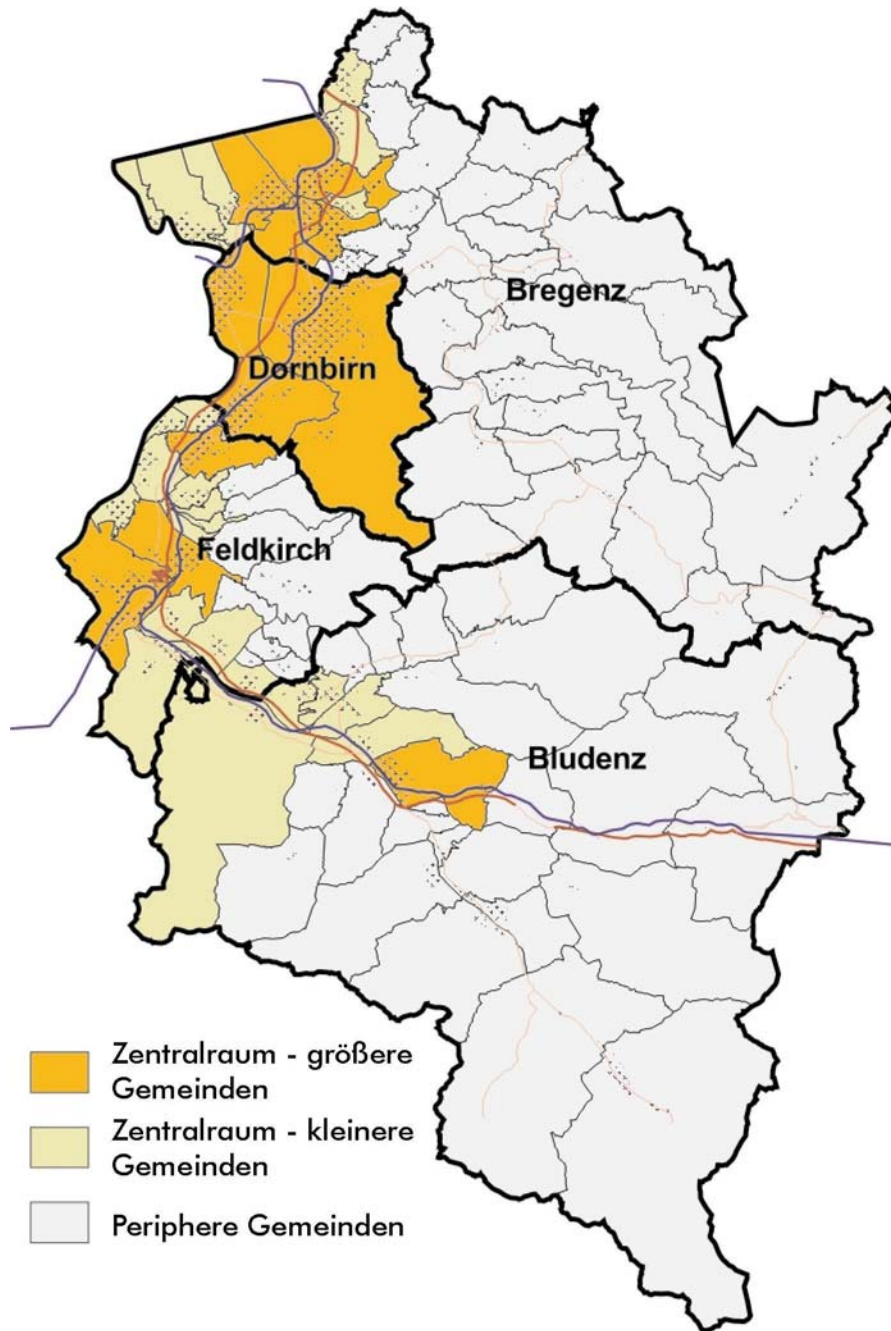 Bregenz
Dornbirn
Feldkirch
Bludenz
Zentralraum - größere
Gemeinden
Zentralraum - kleinere
Gemeinden
Periphere Gemeinden